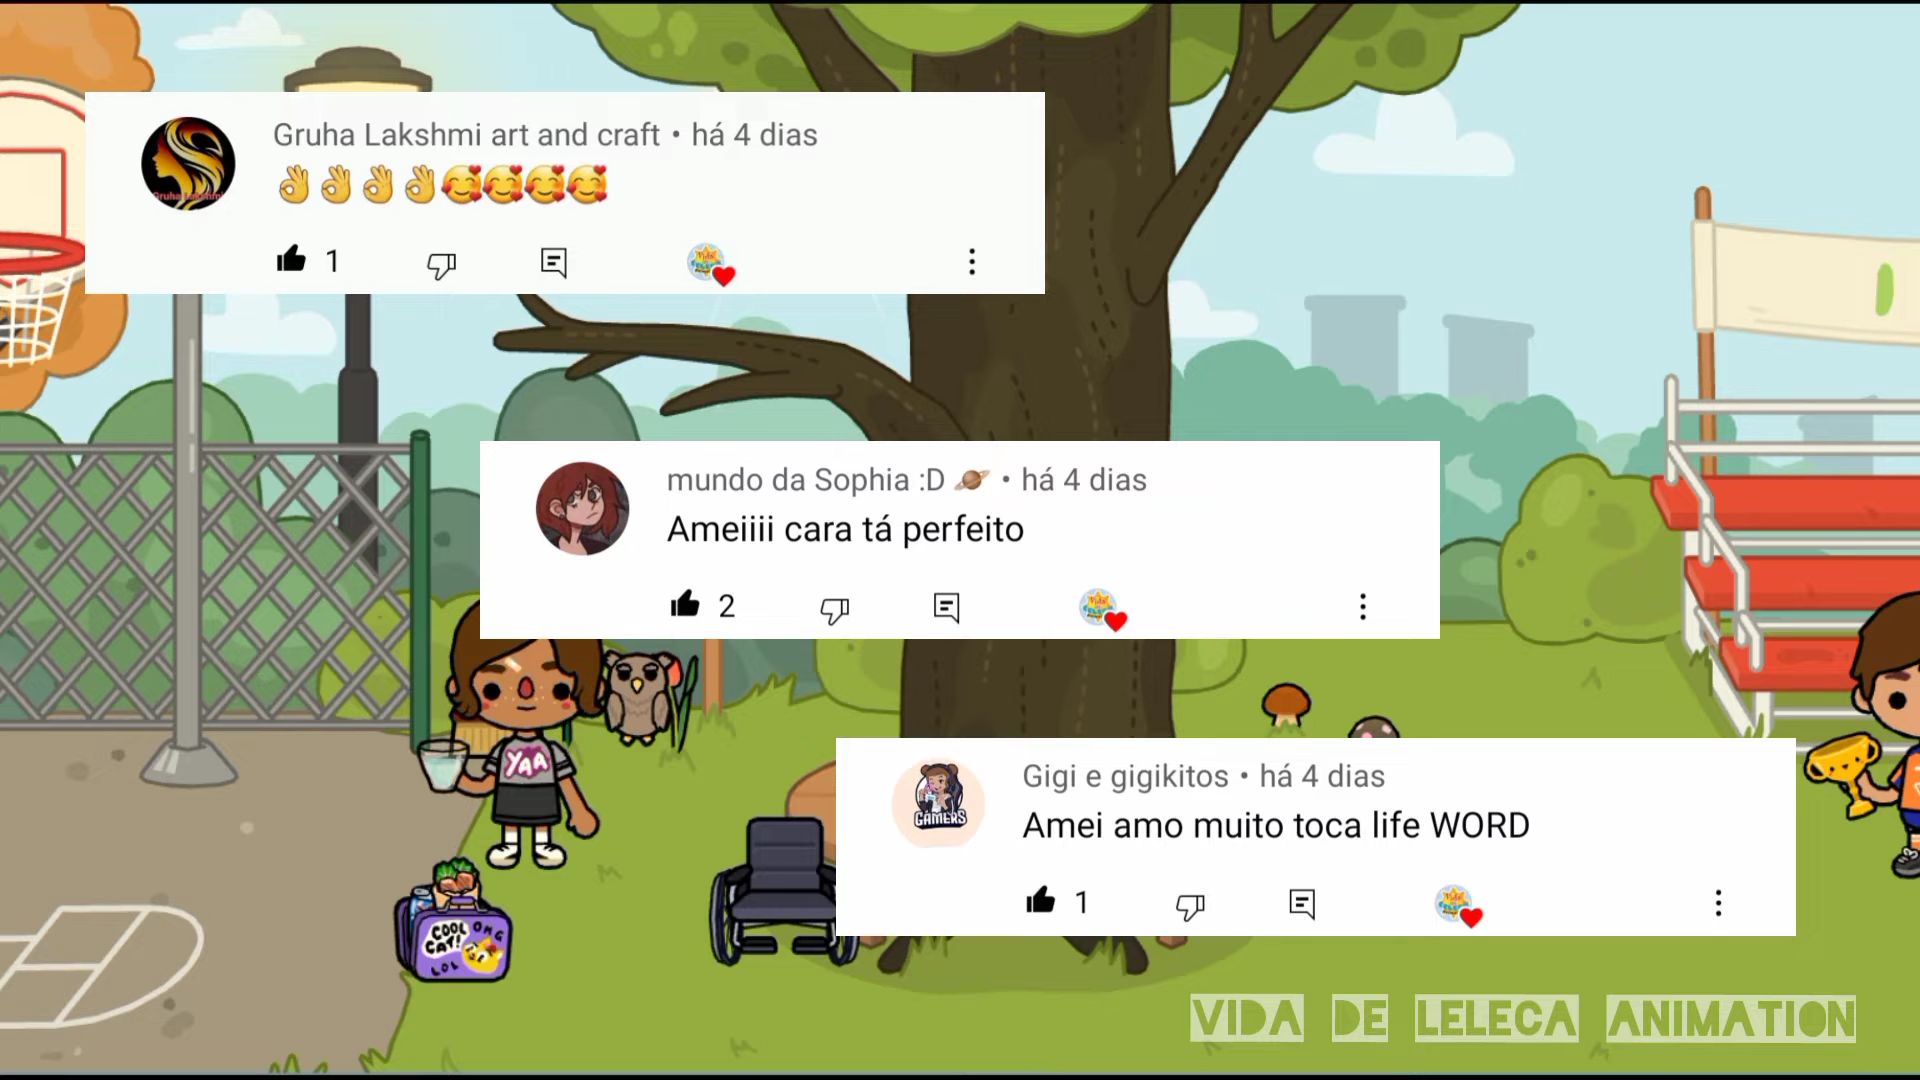 Gruha Lakshmi art and craft • há 4 dias
👌👌👌👌🥰🥰🥰🥰
1
mundo da Sophia :D 🪐 • há 4 dias
Ameiiii cara tá perfeito
2
YAA
Gigi e gigikitos • há 4 dias
GAMERS
Amei amo muito toca life WORD
1
COOL CAT!
OMG
LOL
VIDA DE LELECA ANIMATION